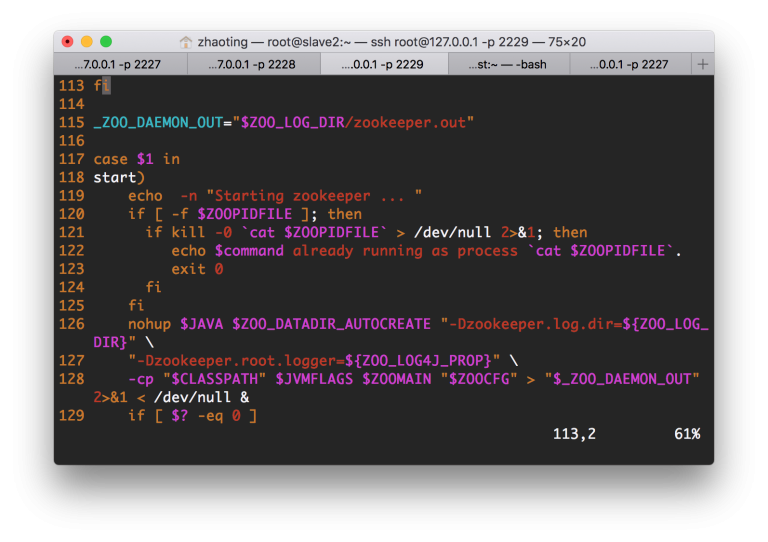 zhaoting — root@slave2:~ — ssh root@127.0.0.1 -p 2229 — 75×20
...7.0.0.1 -p 2227 ...7.0.0.1 -p 2228 ....0.0.1 -p 2229 ...st:~ — -bash ...0.0.1 -p 2227 +
113 fi
114
115 _ZOO_DAEMON_OUT="$ZOO_LOG_DIR/zookeeper.out"
116
117 case $1 in
118 start)
119     echo  -n "Starting zookeeper ... "
120     if [ -f $ZOOPIDFILE ]; then
121       if kill -0 `cat $ZOOPIDFILE` > /dev/null 2>&1; then
122          echo $command already running as process `cat $ZOOPIDFILE`.
123          exit 0
124       fi
125     fi
126     nohup $JAVA $ZOO_DATADIR_AUTOCREATE "-Dzookeeper.log.dir=${ZOO_LOG_
DIR}" \
127     "-Dzookeeper.root.logger=${ZOO_LOG4J_PROP}" \
128     -cp "$CLASSPATH" $JVMFLAGS $ZOOMAIN "$ZOOCFG" > "$_ZOO_DAEMON_OUT"
2>&1 < /dev/null &
129     if [ $? -eq 0 ]
113,2 61%